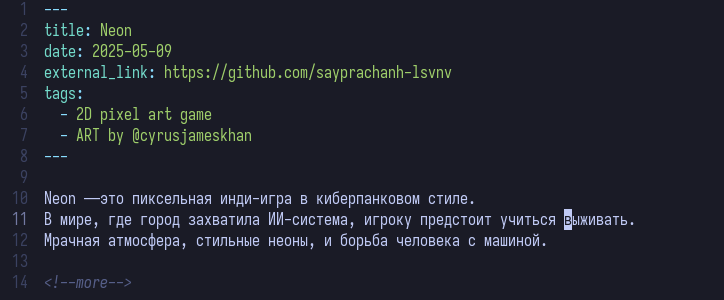 1 ---
2 title: Neon
3 date: 2025-05-09
4 external_link: https://github.com/sayprachanh-lsvnv
5 tags:
6   - 2D pixel art game
7   - ART by @cyrusjameskhan
8 ---
9
10 Neon ——это пиксельная инди-игра в киберпанковом стиле.
11 В мире, где город захватила ИИ-система, игроку предстоит учиться выживать.
12 Мрачная атмосфера, стильные неоны, и борьба человека с машиной.
13
14 <!--more-->